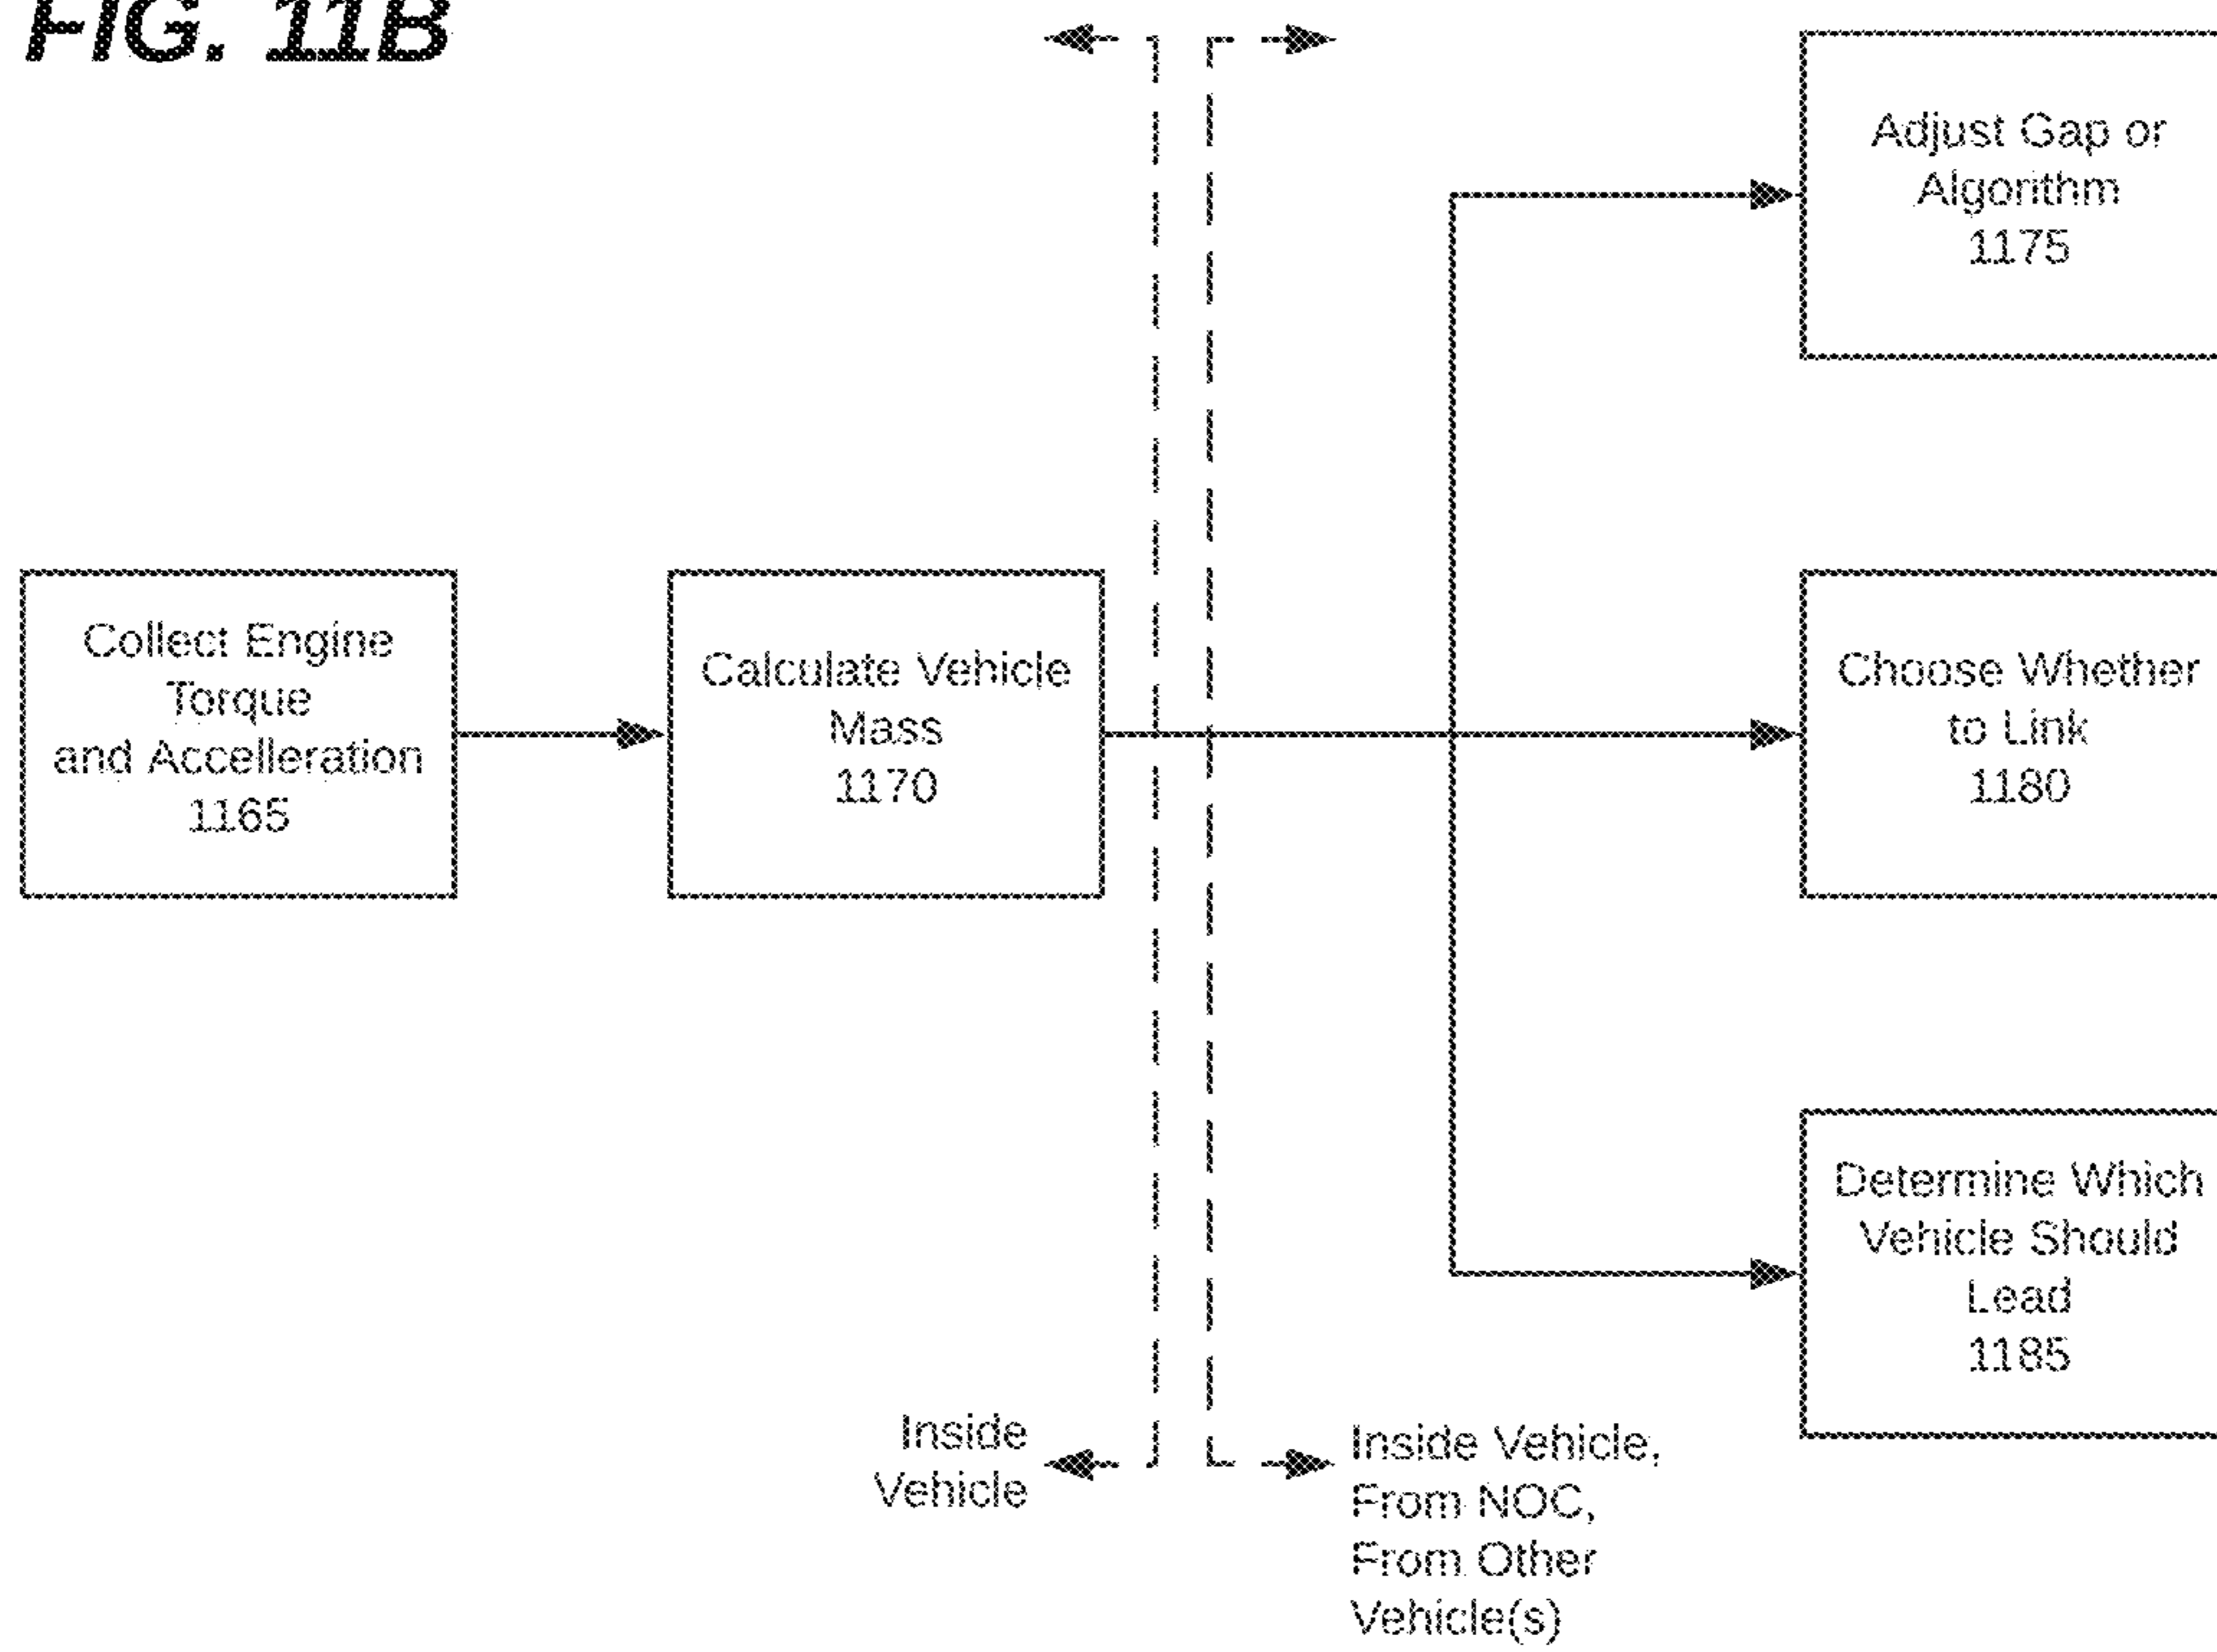 FIG. 11B
Adjust Gap or
Algorithm
1175
Collect Engine
Torque
and Accelleration
1165
Calculate Vehicle
Mass
1170
Choose Whether
to Link
1180
Determine Which
Vehicle Should
Lead
1185
Inside
Vehicle
Inside Vehicle,
From NOC,
From Other
Vehicle(s)